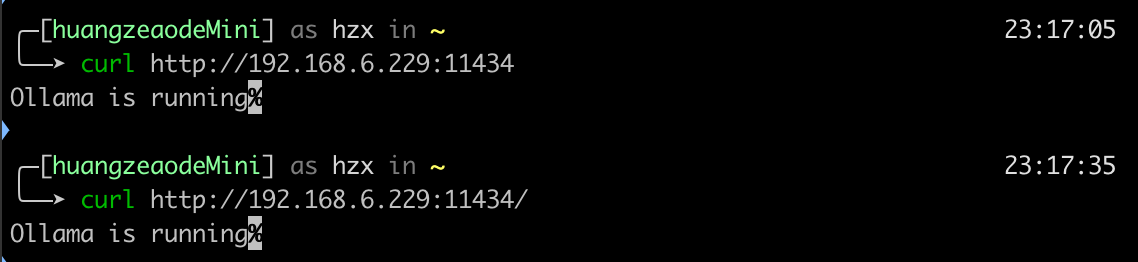 ╭─[huangzeaodeMini] as hzx in ~ 23:17:05
╰─➤ curl http://192.168.6.229:11434
Ollama is running%
╭─[huangzeaodeMini] as hzx in ~ 23:17:35
╰─➤ curl http://192.168.6.229:11434/
Ollama is running%